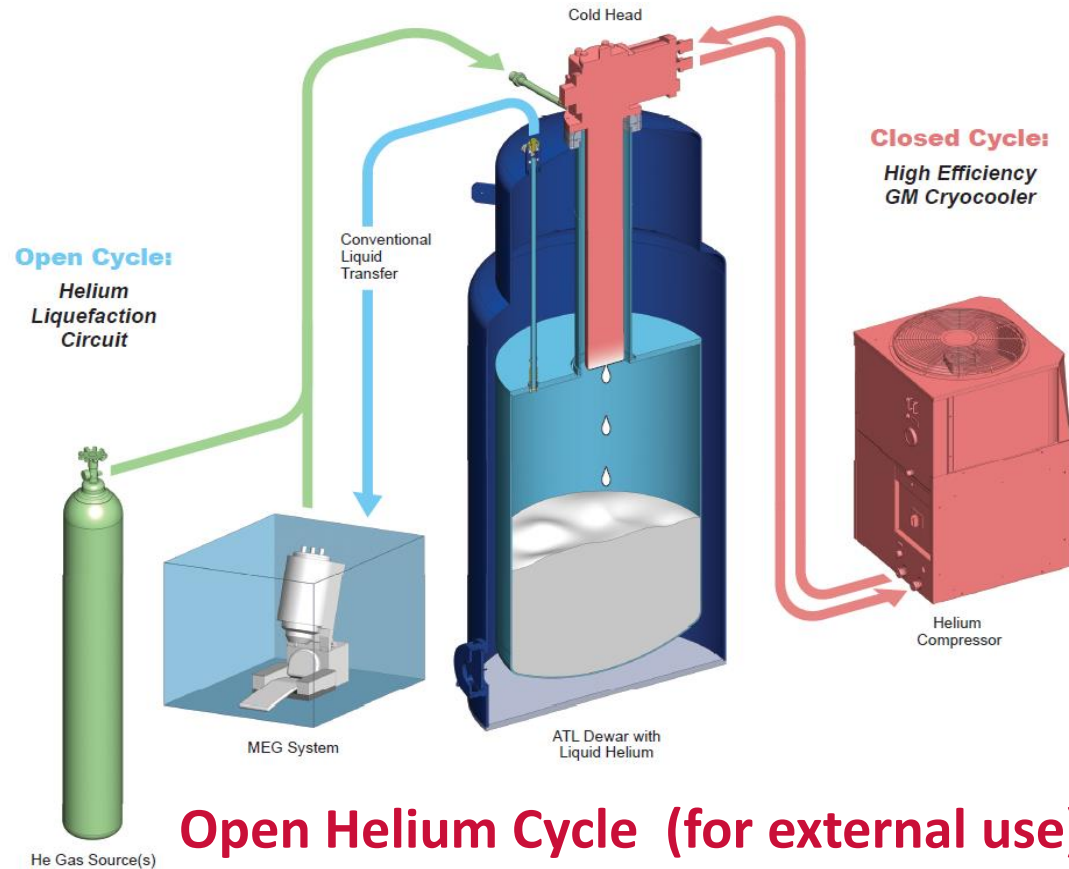 Cold Head
Closed Cycle:
High Efficiency
GM Cryocooler
Conventional
Liquid
Transfer
Open Cycle:
Helium
Liquefaction
Circuit
Helium
Compressor
MEG System
ATL Dewar with
Liquid Helium
Open Helium Cycle (for external use)
He Gas Source(s)